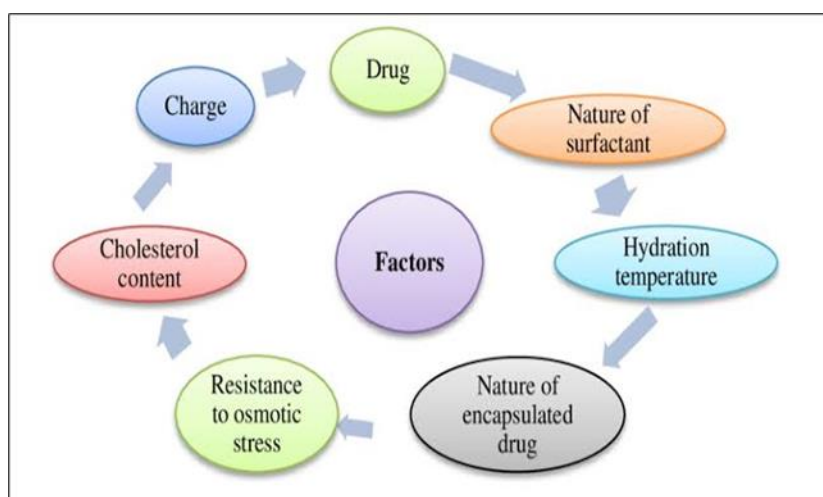 Drug
Nature of
surfactant
Hydration
temperature
Nature of
encapsulated
drug
Resistance
to osmotic
stress
Cholesterol
content
Charge
Factors